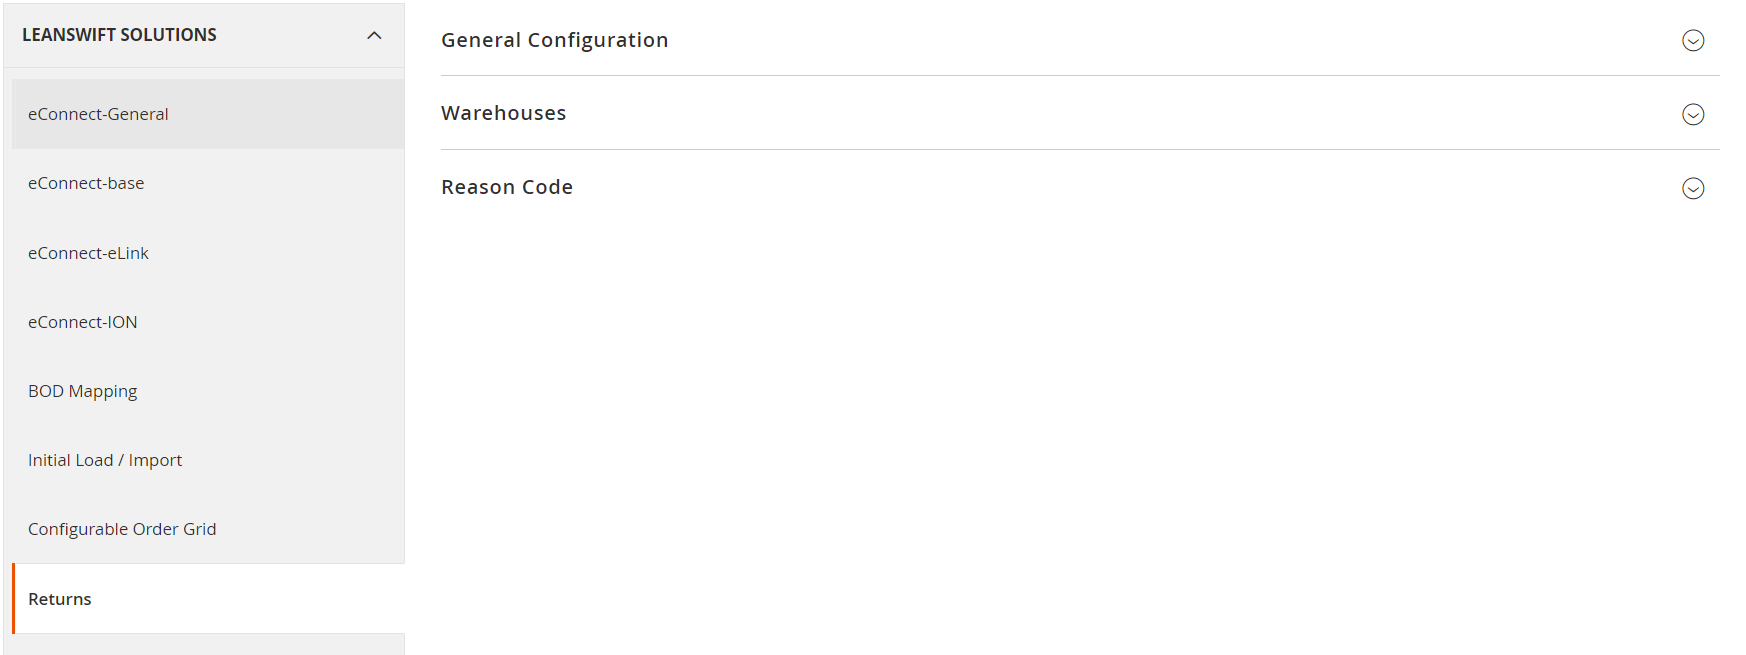 LEANSWIFT SOLUTIONS
eConnect-General
eConnect-base
eConnect-eLink
eConnect-ION
BOD Mapping
Initial Load / Import
Configurable Order Grid
Returns
General Configuration
Warehouses
Reason Code